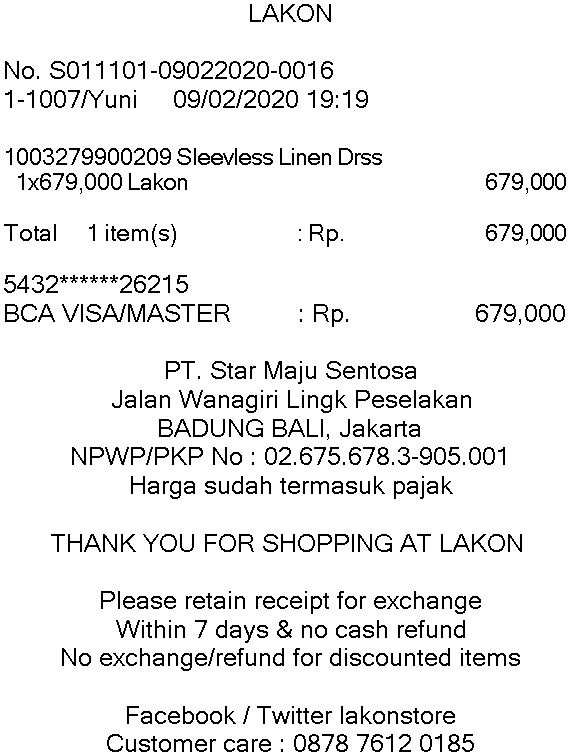 LAKON
No. S011101-09022020-0016
1-1007/Yuni 09/02/2020 19:19
1003279900209 Sleevless Linen Drss
1x679,000 Lakon 679,000
Total 1 item(s) : Rp. 679,000
5432******26215
BCA VISA/MASTER : Rp. 679,000
PT. Star Maju Sentosa
Jalan Wanagiri Lingk Peselakan
BADUNG BALI, Jakarta
NPWP/PKP No : 02.675.678.3-905.001
Harga sudah termasuk pajak
THANK YOU FOR SHOPPING AT LAKON
Please retain receipt for exchange
Within 7 days & no cash refund
No exchange/refund for discounted items
Facebook / Twitter lakonstore
Customer care : 0878 7612 0185